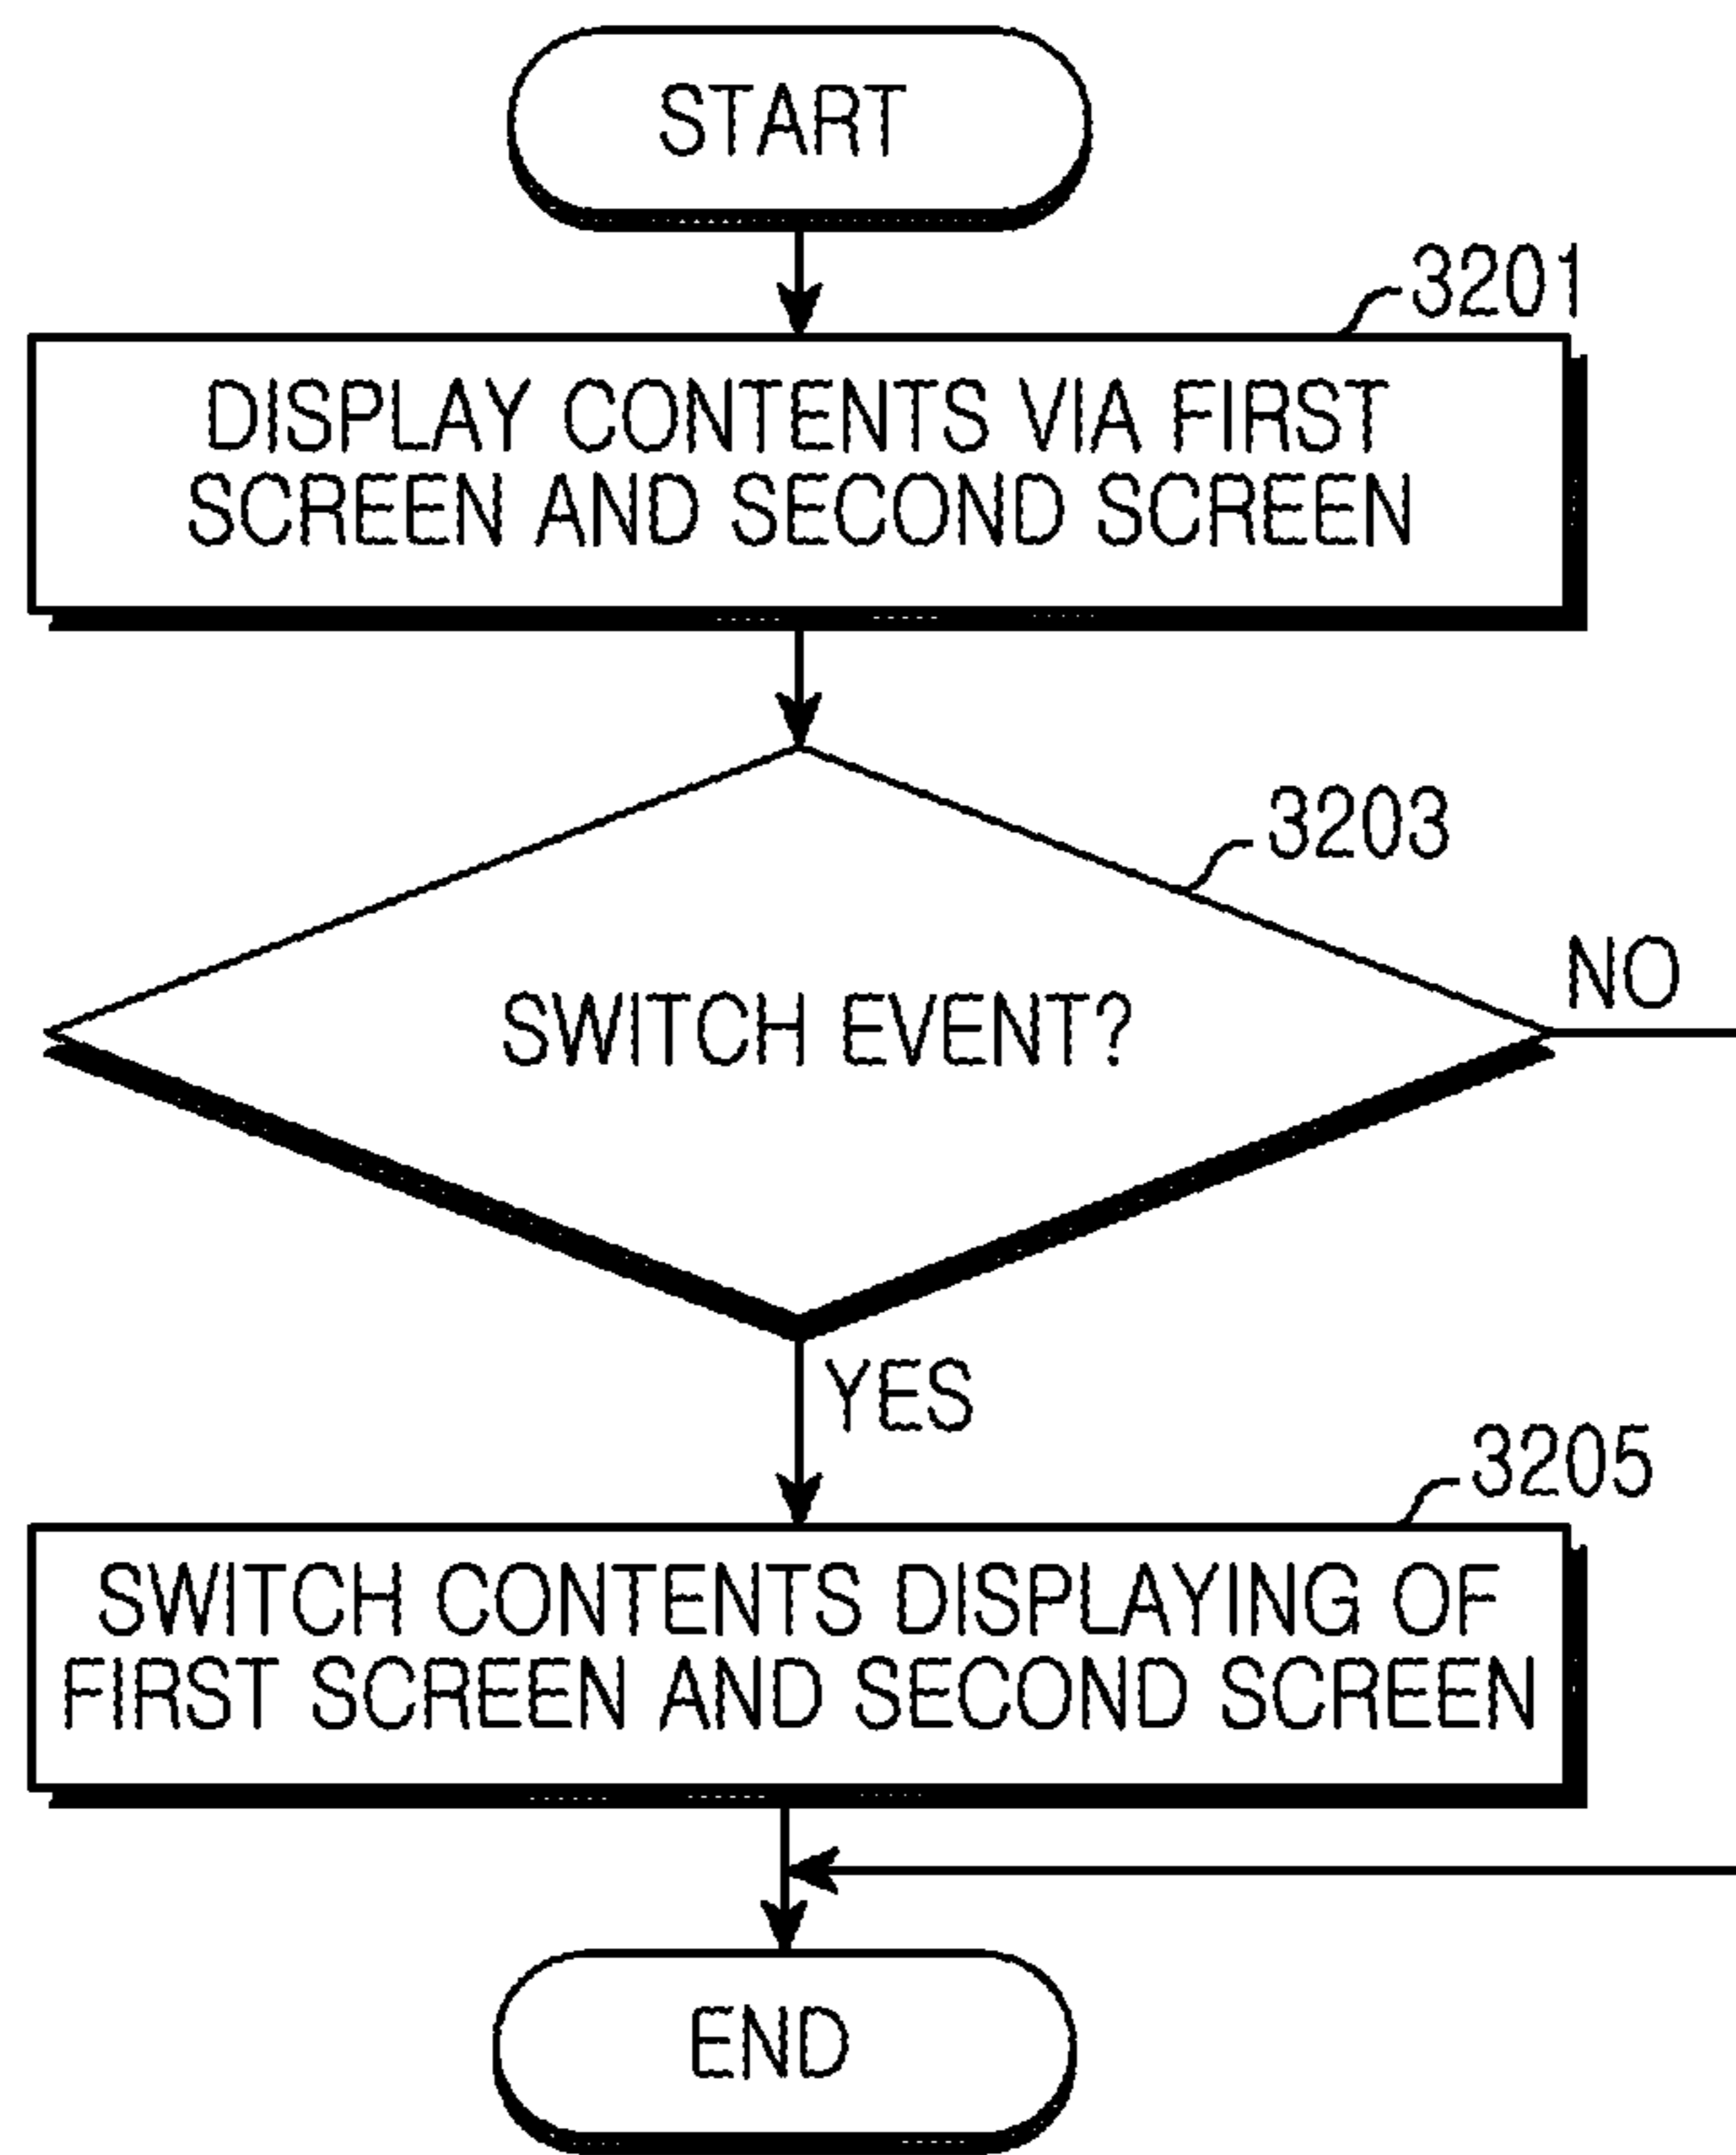 START
3201
DISPLAY CONTENTS VIA FIRST
SCREEN AND SECOND SCREEN
3203
NO
SWITCH EVENT?
YES
3205
SWITCH CONTENTS DISPLAYING OF
FIRST SCREEN AND SECOND SCREEN
END